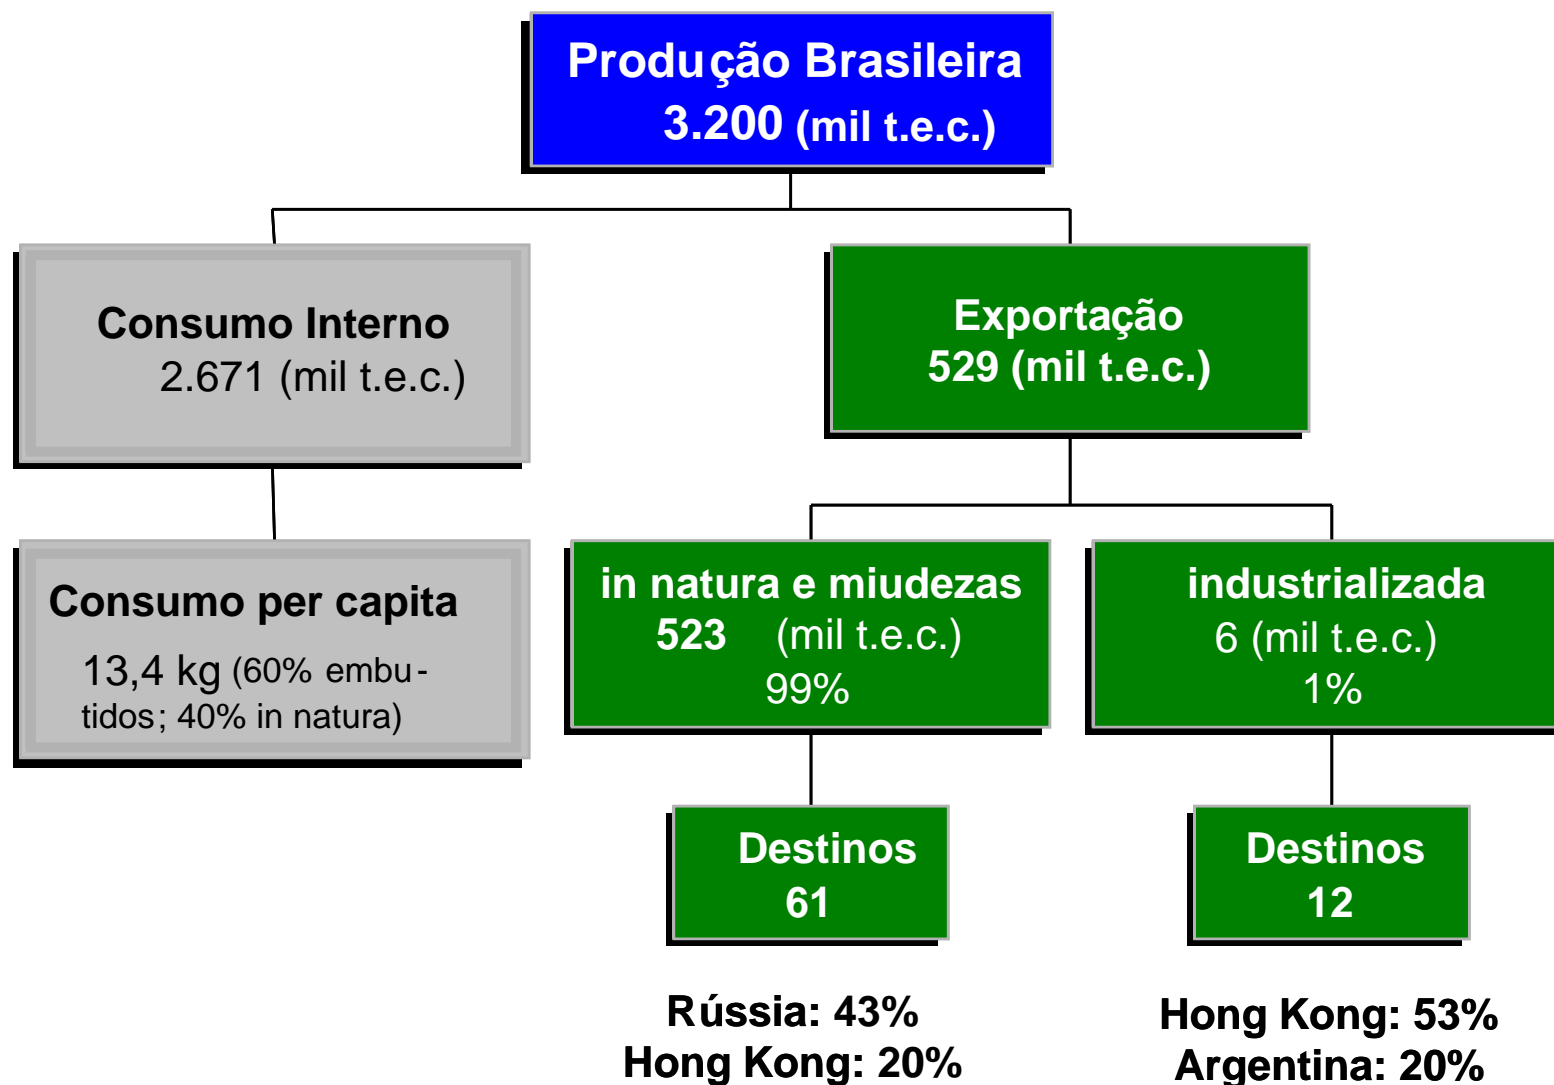 Produção Brasileira
3.200 (mil t.e.c.)
Consumo Interno
2.671 (mil t.e.c.)
Exportação
529 (mil t.e.c.)
Consumo per capita
13,4 kg (60% embu-
tidos; 40% in natura)
in natura e miudezas
523 (mil t.e.c.)
99%
industrializada
6 (mil t.e.c.)
1%
Destinos
61
Destinos
12
Rússia: 43%
Hong Kong: 20%
Hong Kong: 53%
Argentina: 20%